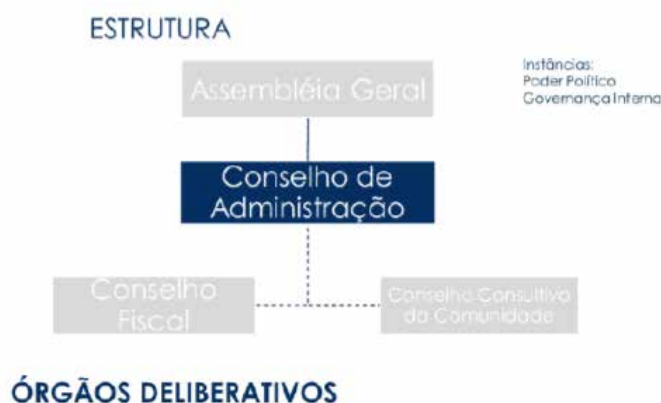 ESTRUTURA
Assembléia Geral
Instâncias:
Poder Político
Governança Interna
Conselho de
Administração
Conselho
Fiscal
Conselho Consultivo
da Comunidade
ÓRGÃOS DELIBERATIVOS